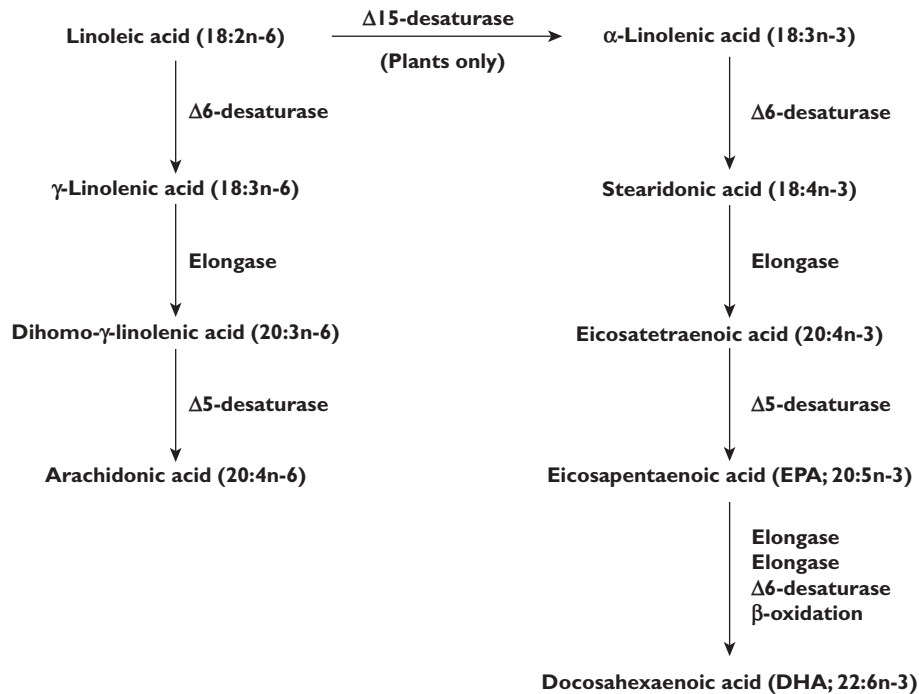 Linoleic acid (18:2n-6)
Δ15-desaturase
(Plants only)
α-Linolenic acid (18:3n-3)
Δ6-desaturase
Δ6-desaturase
γ-Linolenic acid (18:3n-6)
Stearidonic acid (18:4n-3)
Elongase
Elongase
Dihomo-γ-linolenic acid (20:3n-6)
Eicosatetraenoic acid (20:4n-3)
Δ5-desaturase
Δ5-desaturase
Arachidonic acid (20:4n-6)
Eicosapentaenoic acid (EPA; 20:5n-3)
Elongase
Elongase
Δ6-desaturase
β-oxidation
Docosahexaenoic acid (DHA; 22:6n-3)